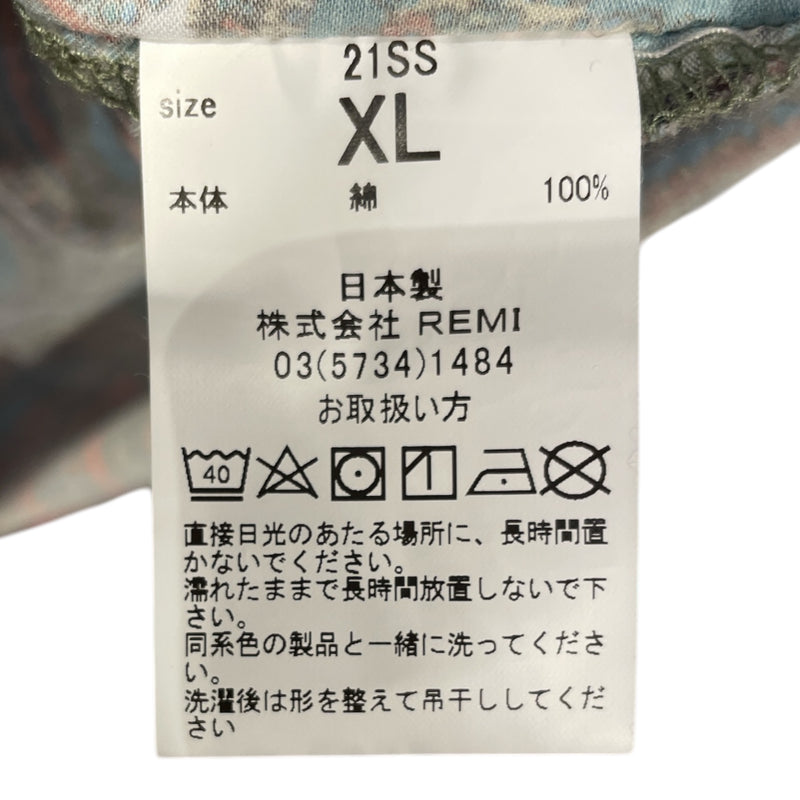 21SS
size
XL
本体 綿 100%
日本製
株式会社 REMI
03(5734)1484
お取扱い方
40
直接日光のあたる場所に、長時間置
かないでください。
濡れたままで長時間放置しないで下
さい。
同系色の製品と一緒に洗ってくださ
い。
洗濯後は形を整えて吊干ししてくだ
さい